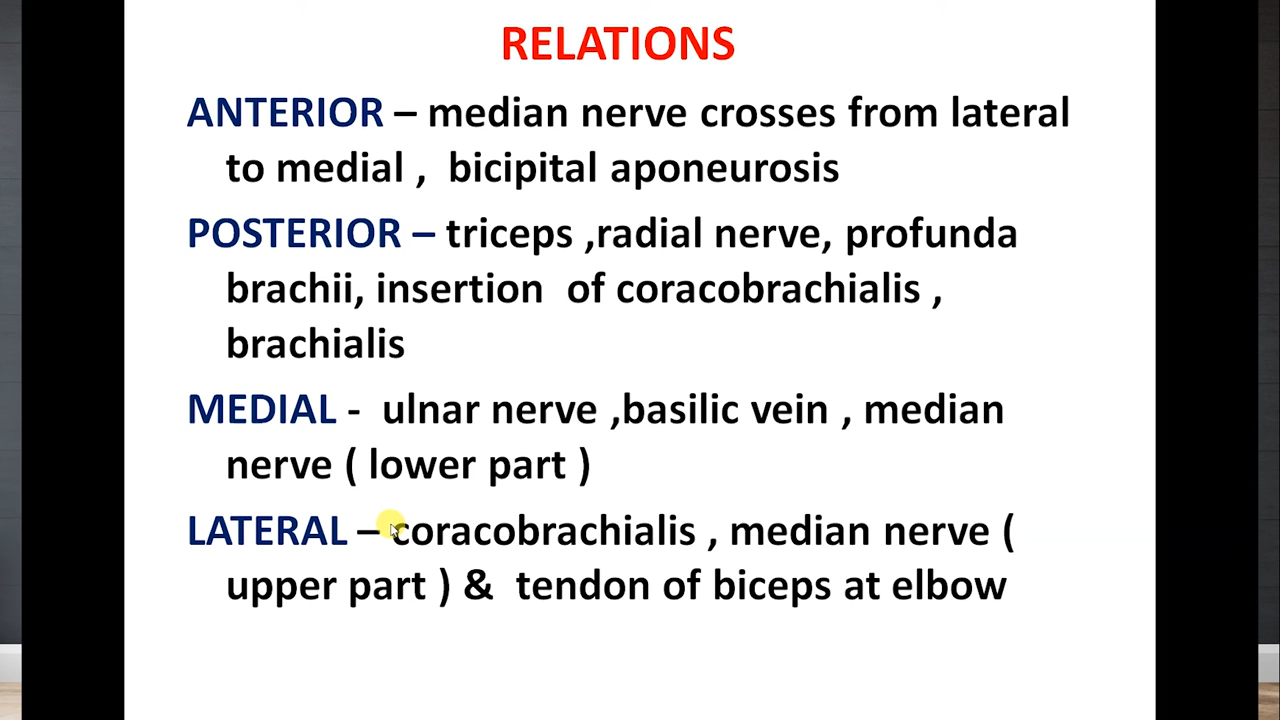 RELATIONS
ANTERIOR – median nerve crosses from lateral
to medial , bicipital aponeurosis
POSTERIOR – triceps ,radial nerve, profunda
brachii, insertion of coracobrachialis ,
brachialis
MEDIAL - ulnar nerve ,basilic vein , median
nerve ( lower part )
LATERAL – coracobrachialis , median nerve (
upper part ) & tendon of biceps at elbow